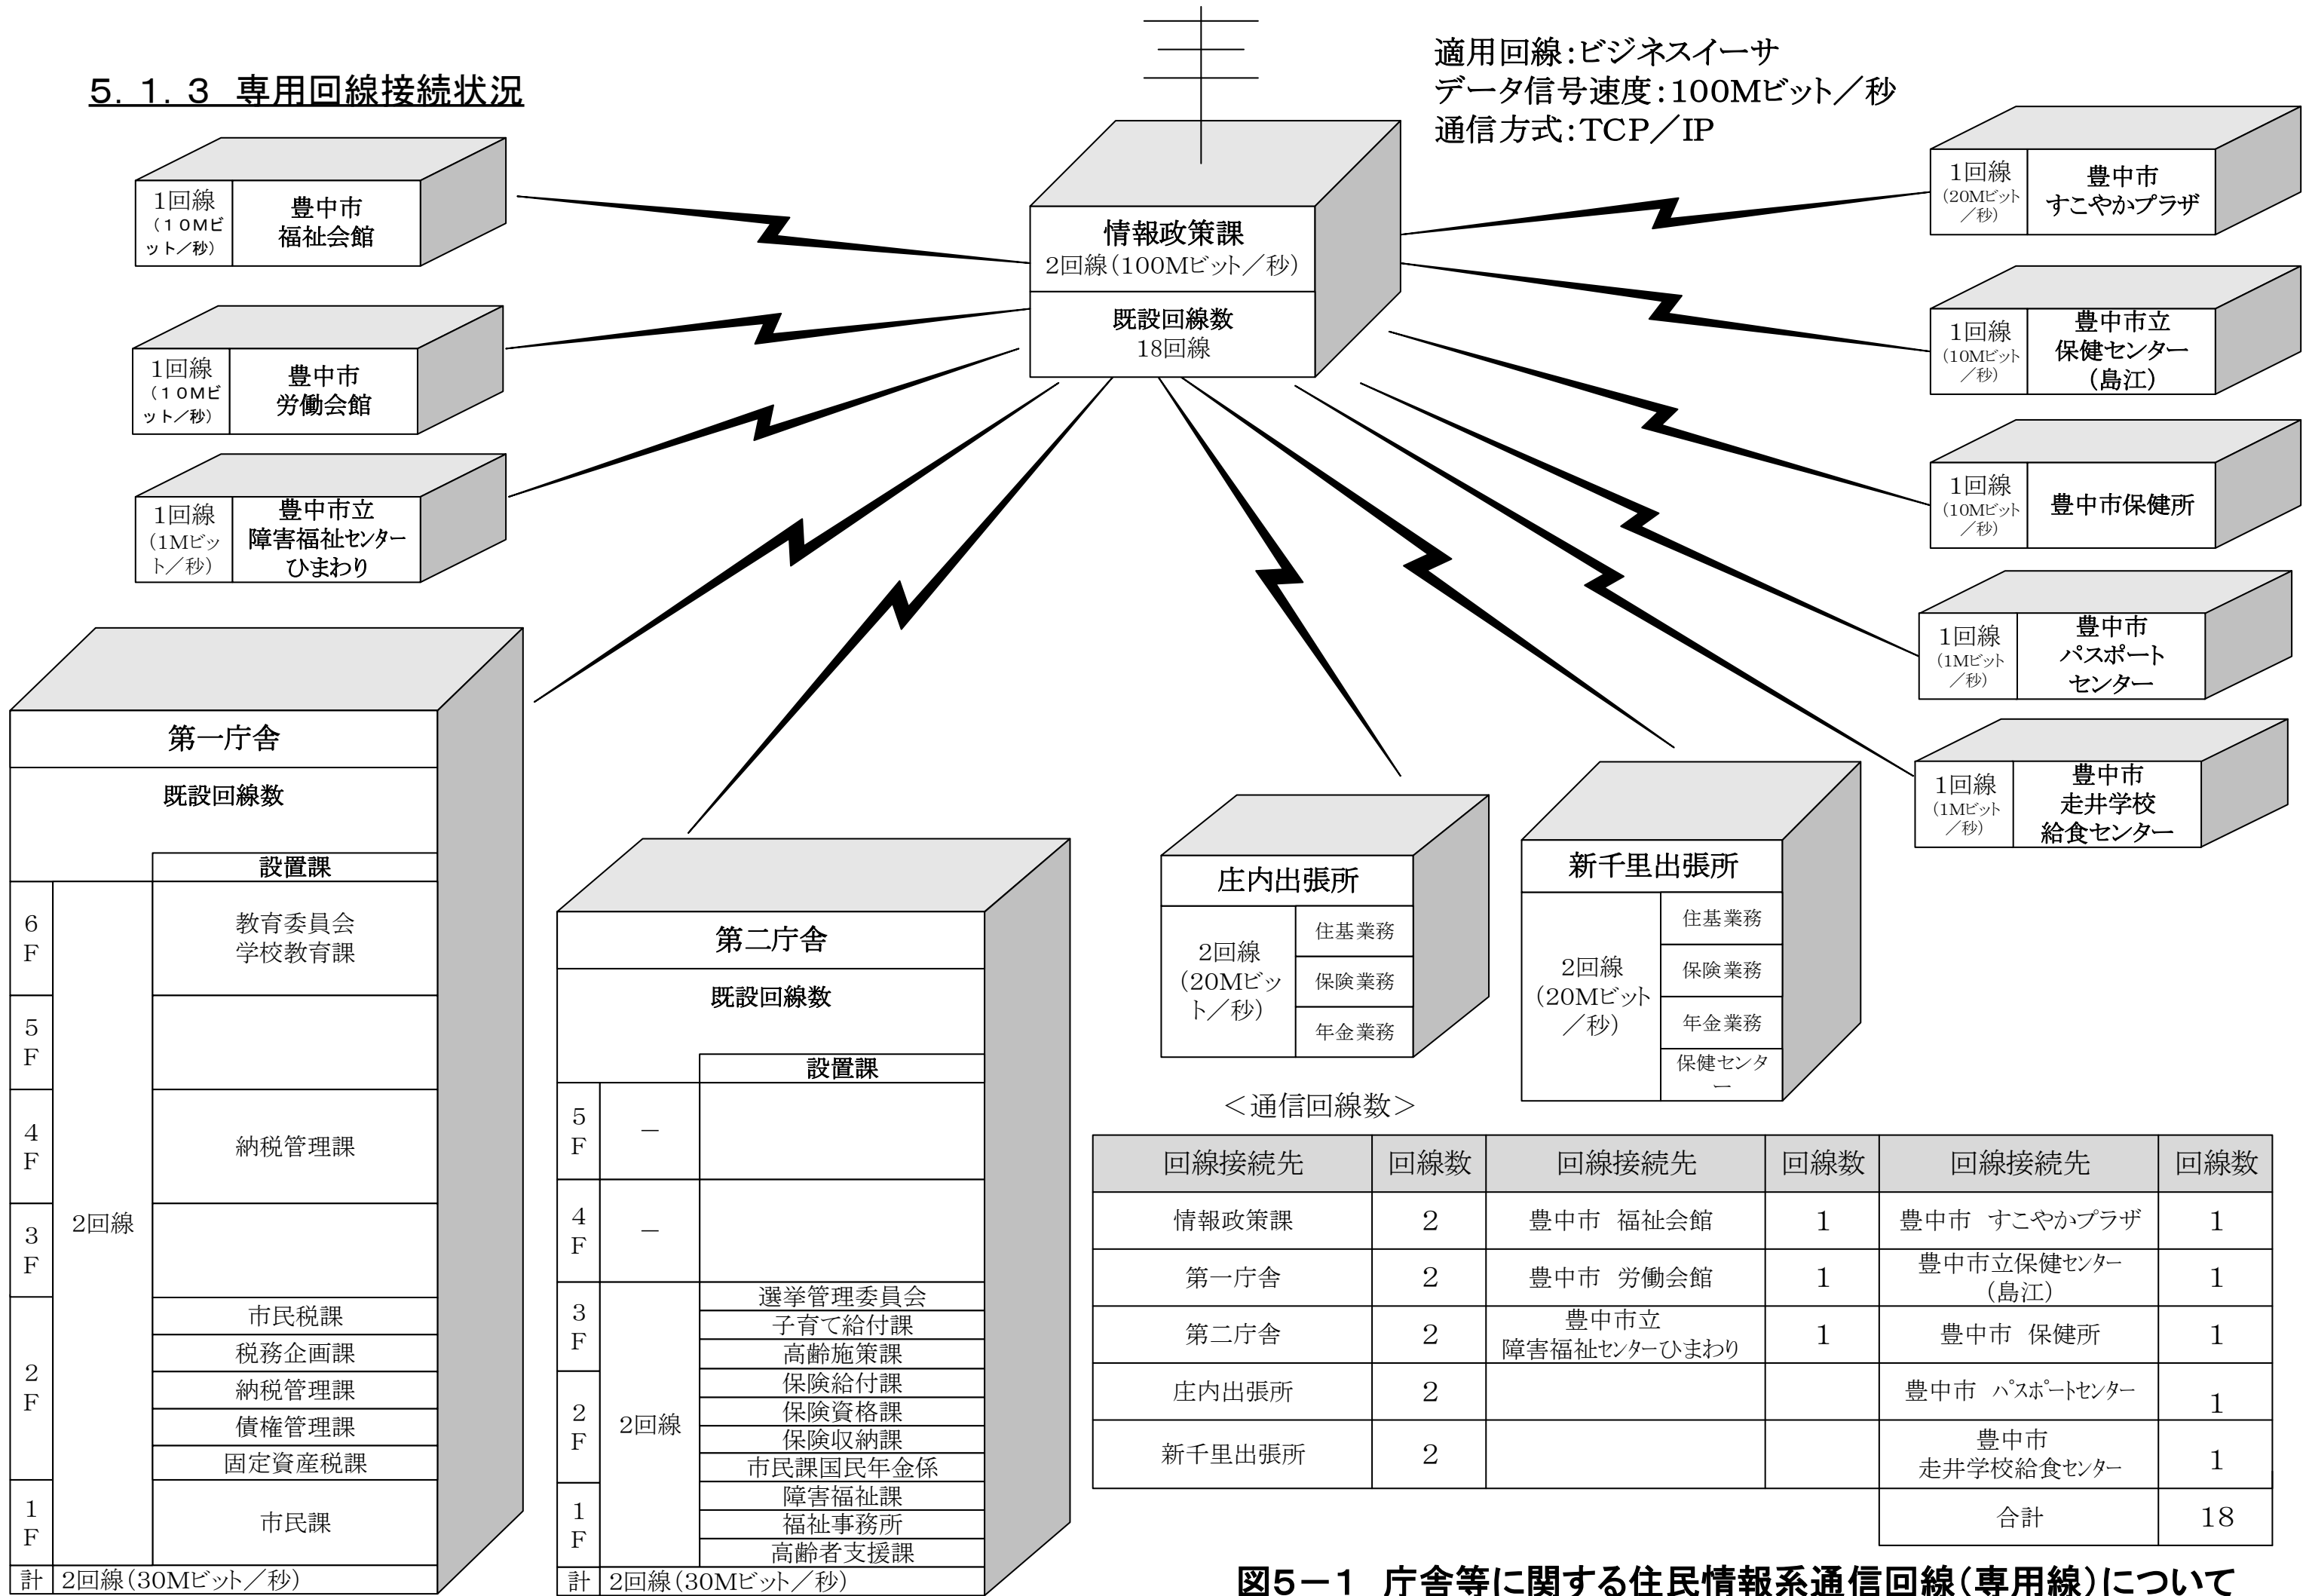 5.1.3　専用回線接続状況
適用回線：ビジネスイーサ
データ信号速度：100Mビット／秒
通信方式：TCP／IP
1回線
（１０Mビ
ット／秒）
豊中市
福祉会館
1回線
（１０Mビ
ット／秒）
豊中市
労働会館
1回線
（1Mビッ
ト／秒）
豊中市立
障害福祉センター
ひまわり
情報政策課
2回線（100Mビット／秒）
既設回線数
18回線
1回線
（20Mビット
／秒）
豊中市
すこやかプラザ
1回線
（10Mビット
／秒）
豊中市立
保健センター
（島江）
1回線
（10Mビット
／秒）
豊中市保健所
1回線
（1Mビット
／秒）
豊中市
パスポート
センター
1回線
（1Mビット
／秒）
豊中市
走井学校
給食センター
第一庁舎
既設回線数
設置課
6
F
教育委員会
学校教育課
5
F
4
F
納税管理課
3
F
2回線
2
F
市民税課
税務企画課
納税管理課
債権管理課
固定資産税課
1
F
市民課
計 2回線（30Mビット／秒）
第二庁舎
既設回線数
設置課
5
F
－
4
F
－
3
F
選挙管理委員会
子育て給付課
高齢施策課
2
F
2回線
保険給付課
保険資格課
保険収納課
市民課国民年金係
1
F
障害福祉課
福祉事務所
高齢者支援課
計 2回線（30Mビット／秒）
庄内出張所
2回線
（20Mビッ
ト／秒）
住基業務
保険業務
年金業務
新千里出張所
2回線
（20Mビット
／秒）
住基業務
保険業務
年金業務
保健センタ
ー
＜通信回線数＞
回線接続先 回線数 回線接続先 回線数 回線接続先 回線数
情報政策課 2 豊中市　福祉会館 1 豊中市　すこやかプラザ 1
第一庁舎 2 豊中市　労働会館 1 豊中市立保健センター
（島江） 1
第二庁舎 2 豊中市立
障害福祉センターひまわり 1 豊中市　保健所 1
庄内出張所 2 豊中市　ﾊﾟｽﾎﾟｰﾄセンター 1
新千里出張所 2 豊中市
走井学校給食センター 1
合計 18
図5－1　庁舎等に関する住民情報系通信回線（専用線）について